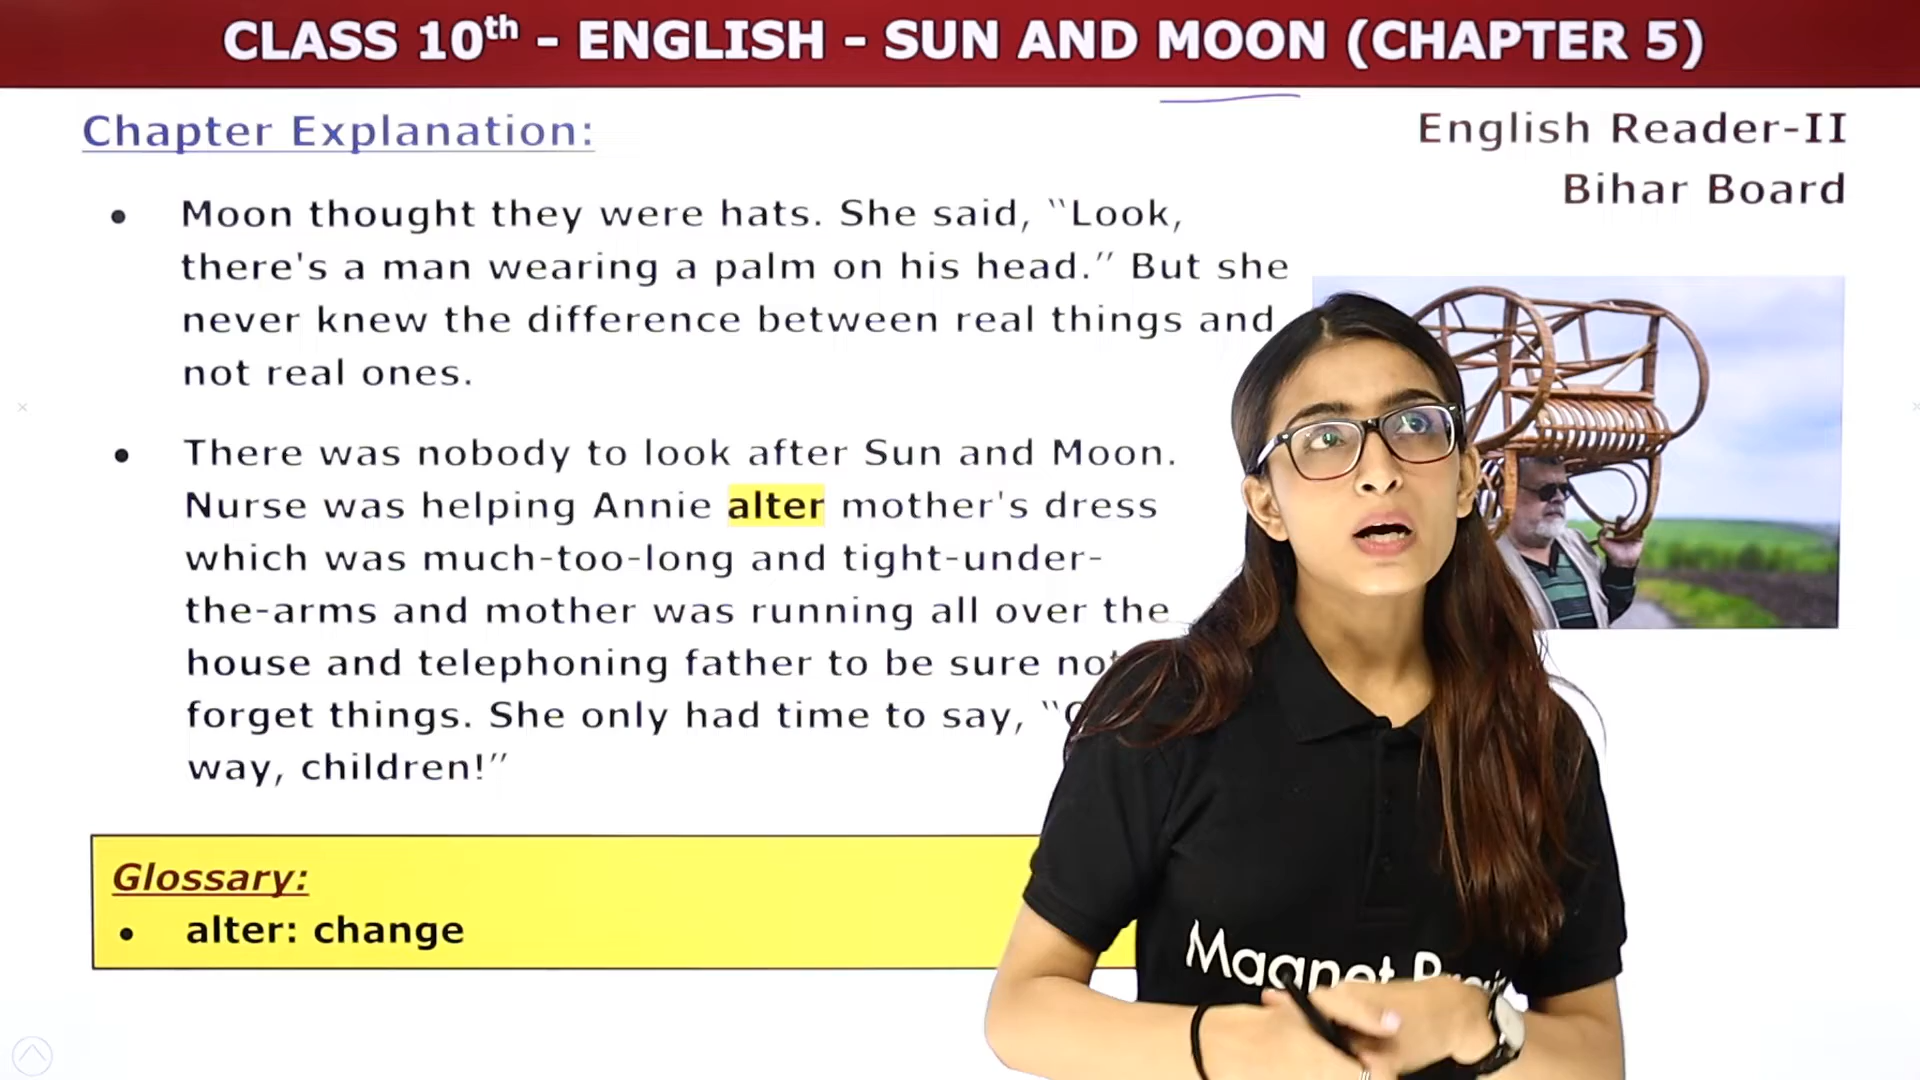 CLASS 10th - ENGLISH - SUN AND MOON (CHAPTER 5)
Chapter Explanation:
English Reader-II
Bihar Board
• Moon thought they were hats. She said, “Look,
there's a man wearing a palm on his head.” But she
never knew the difference between real things and
not real ones.
• There was nobody to look after Sun and Moon.
Nurse was helping Annie alter mother's dress
which was much-too-long and tight-under-
the-arms and mother was running all over the
house and telephoning father to be sure not
forget things. She only had time to say, “
way, children!”
Glossary:
• alter: change
Magnet